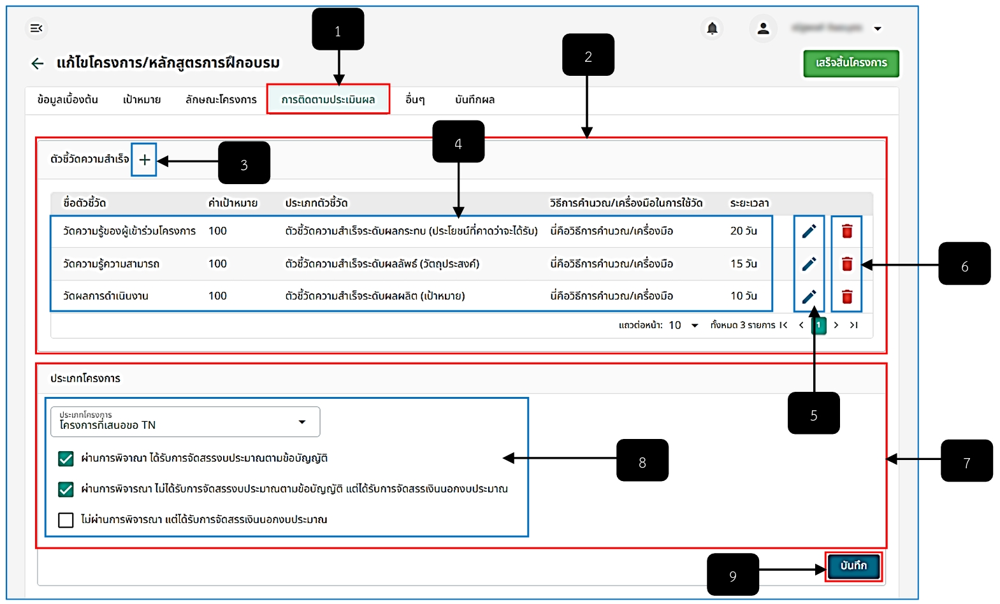 1
2
แก้ไขโครงการ/หลักสูตรการฝึกอบรม
เสร็จสิ้นโครงการ
ข้อมูลเบื้องต้น เป้าหมาย ลักษณะโครงการ การติดตามประเมินผล อื่นๆ บันทึกผล
4
ตัวชี้วัดความสำเร็จ +
3
ชื่อตัวชี้วัด ค่าเป้าหมาย ประเภทตัวชี้วัด วิธีการคำนวณ/เครื่องมือในการใช้วัด ระยะเวลา
วัดความรู้ของผู้เข้าร่วมโครงการ 100 ตัวชี้วัดความสำเร็จระดับผลกระทบ (ประโยชน์ที่คาดว่าจะได้รับ) นี่คือวิธีการคำนวณ/เครื่องมือ 20 วัน
วัดความรู้ความสามารถ 100 ตัวชี้วัดความสำเร็จระดับผลลัพธ์ (วัตถุประสงค์) นี่คือวิธีการคำนวณ/เครื่องมือ 15 วัน
6
วัดผลการดำเนินงาน 100 ตัวชี้วัดความสำเร็จระดับผลผลิต (เป้าหมาย) นี่คือวิธีการคำนวณ/เครื่องมือ 10 วัน
แถวต่อหน้า: 10 ทั้งหมด 3 รายการ 1
ประเภทโครงการ
5
ประเภทโครงการ
โครงการที่เสนอขอ TN
ผ่านการพิจาณา ได้รับการจัดสรรงบประมาณตามข้อบัญญัติ
8
7
ผ่านการพิจารณา ไม่ได้รับการจัดสรรงบประมาณตามข้อบัญญัติ แต่ได้รับการจัดสรรเงินนอกงบประมาณ
ไม่ผ่านการพิจารณา แต่ได้รับการจัดสรรเงินนอกงบประมาณ
บันทึก
9